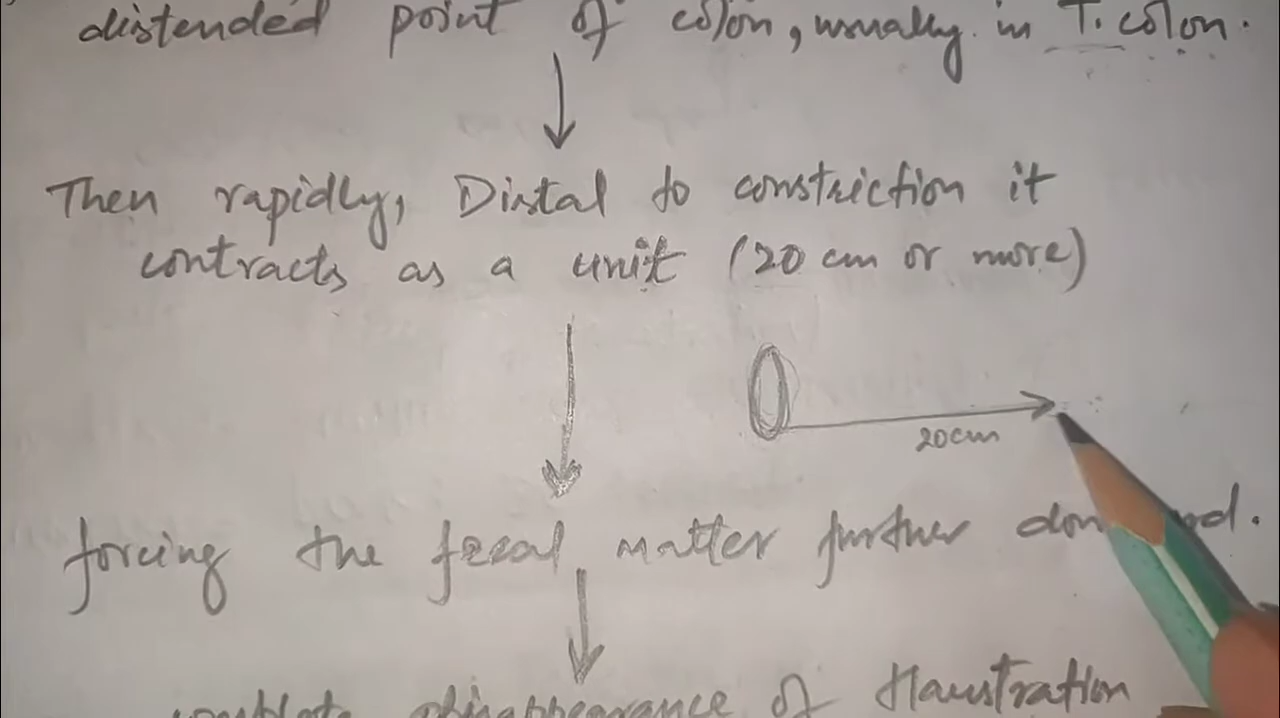 distended point of colon, usually in T. colon.
Then rapidly, Distal to constriction it
contracts as a unit (20 cm or more)
20cm
forcing the fecal matter further
disappearance of Haustration